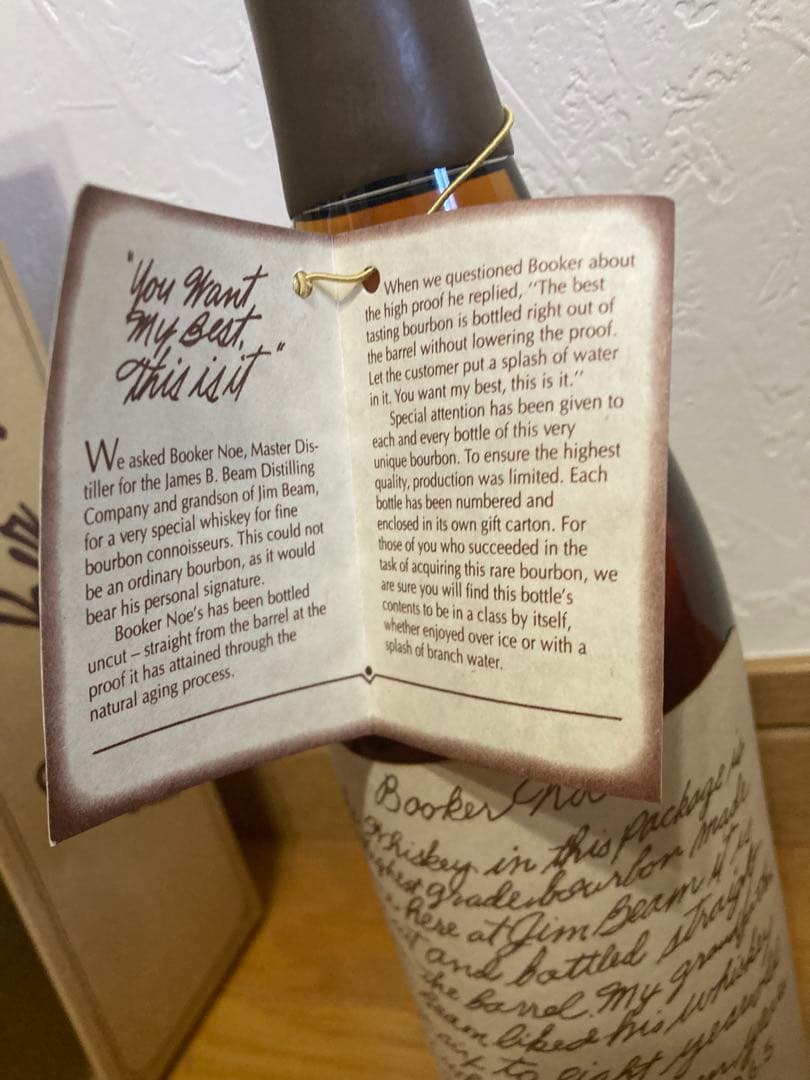 "You Want
My Best,
This is it"
We asked Booker Noe, Master Dis-
tiller for the James B. Beam Distilling
Company and grandson of Jim Beam,
for a very special whiskey for fine
bourbon connoisseurs. This could not
be an ordinary bourbon, as it would
bear his personal signature.
Booker Noe's has been bottled
uncut – straight from the barrel at the
proof it has attained through the
natural aging process.
When we questioned Booker about
the high proof he replied, "The best
tasting bourbon is bottled right out of
the barrel without lowering the proof.
Let the customer put a splash of water
in it. You want my best, this is it."
Special attention has been given to
each and every bottle of this very
unique bourbon. To ensure the highest
quality, production was limited. Each
bottle has been numbered and
enclosed in its own gift carton. For
those of you who succeeded in the
task of acquiring this rare bourbon, we
are sure you will find this bottle's
contents to be in a class by itself,
whether enjoyed over ice or with a
splash of branch water.
Booker Noe
Whiskey in this package is
grade bourbon made
here at Jim Beam it is
and bottled straight
the barrel. My
liked his whiskey
to eight